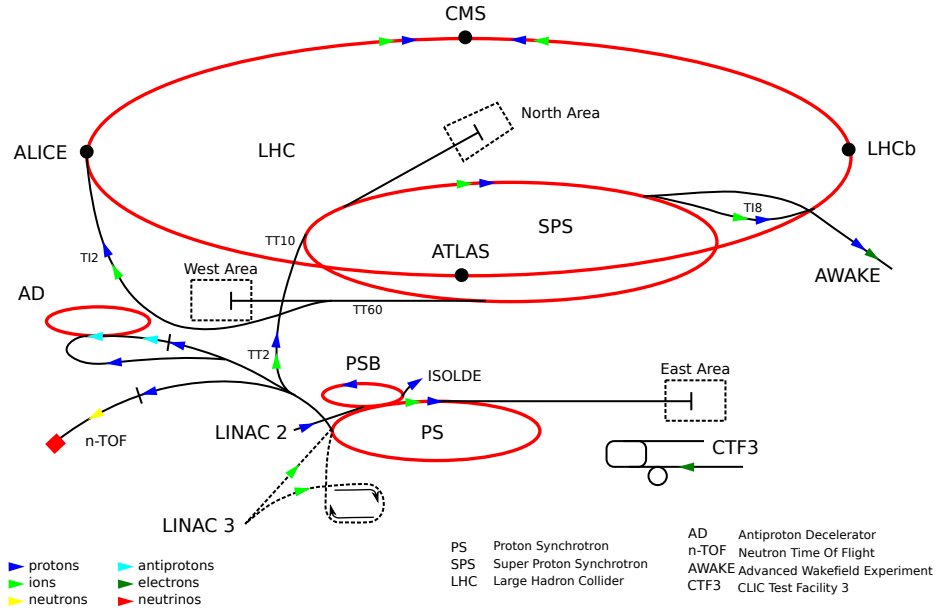 CMS
North Area
ALICE
LHC
LHCb
TI8
SPS
TT10
ATLAS
TI2
West Area
AWAKE
AD
TT60
TT2
PSB
ISOLDE
East Area
LINAC 2
PS
n-TOF
CTF3
LINAC 3
protons
ions
neutrons
antiprotons
electrons
neutrinos
PS Proton Synchrotron
SPS Super Proton Synchrotron
LHC Large Hadron Collider
AD Antiproton Decelerator
n-TOF Neutron Time Of Flight
AWAKE Advanced Wakefield Experiment
CTF3 CLIC Test Facility 3